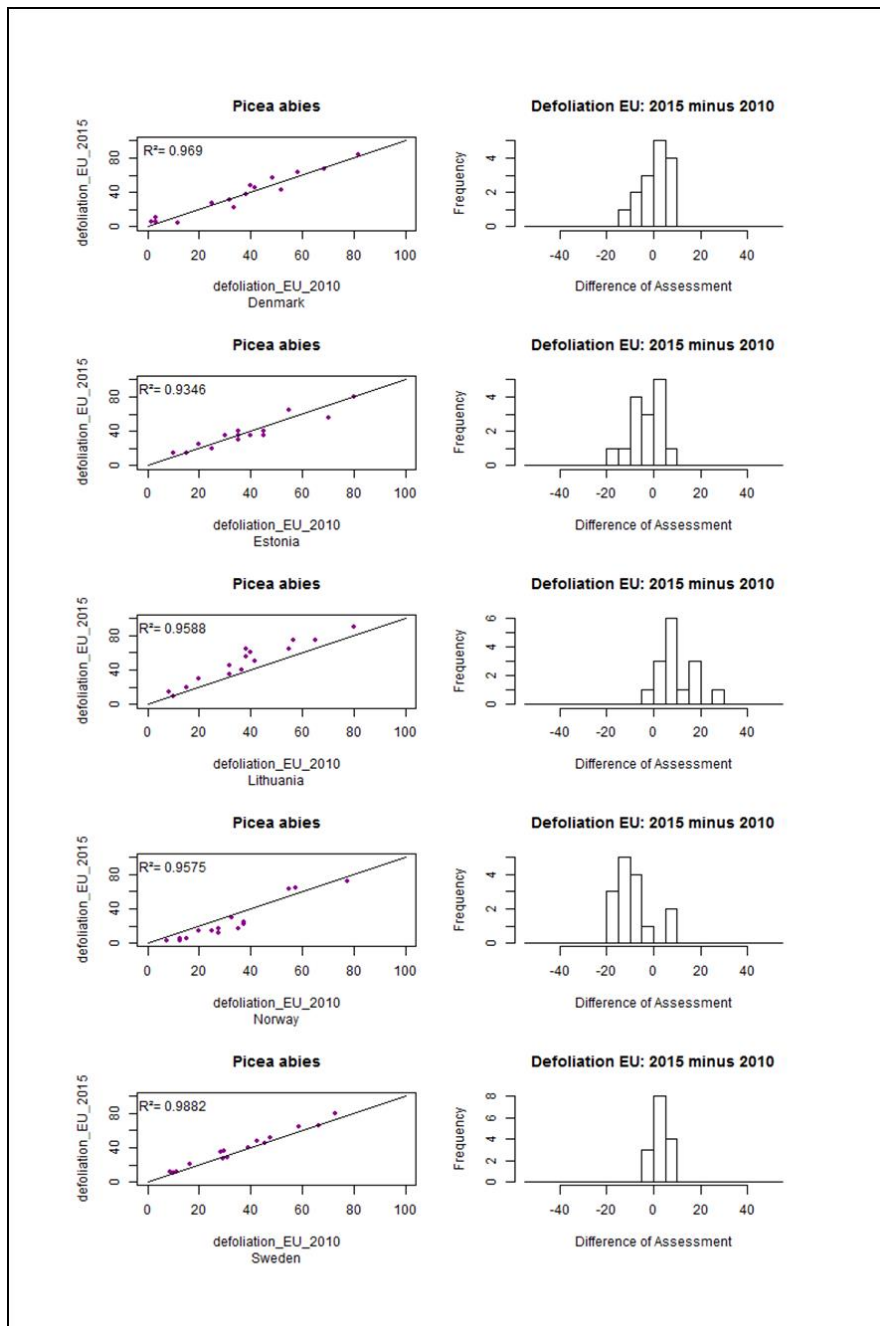 Picea abies
R²= 0.969
defoliation_EU_2015
0 40 80
0 20 40 60 80 100
defoliation_EU_2010
Denmark
Defoliation EU: 2015 minus 2010
Frequency
0 2 4
-40 -20 0 20 40
Difference of Assessment
Picea abies
R²= 0.9346
defoliation_EU_2015
0 40 80
0 20 40 60 80 100
defoliation_EU_2010
Estonia
Defoliation EU: 2015 minus 2010
Frequency
0 2 4
-40 -20 0 20 40
Difference of Assessment
Picea abies
R²= 0.9588
defoliation_EU_2015
0 40 80
0 20 40 60 80 100
defoliation_EU_2010
Lithuania
Defoliation EU: 2015 minus 2010
Frequency
0 2 4 6
-40 -20 0 20 40
Difference of Assessment
Picea abies
R²= 0.9575
defoliation_EU_2015
0 40 80
0 20 40 60 80 100
defoliation_EU_2010
Norway
Defoliation EU: 2015 minus 2010
Frequency
0 2 4
-40 -20 0 20 40
Difference of Assessment
Picea abies
R²= 0.9882
defoliation_EU_2015
0 40 80
0 20 40 60 80 100
defoliation_EU_2010
Sweden
Defoliation EU: 2015 minus 2010
Frequency
0 2 4 6 8
-40 -20 0 20 40
Difference of Assessment